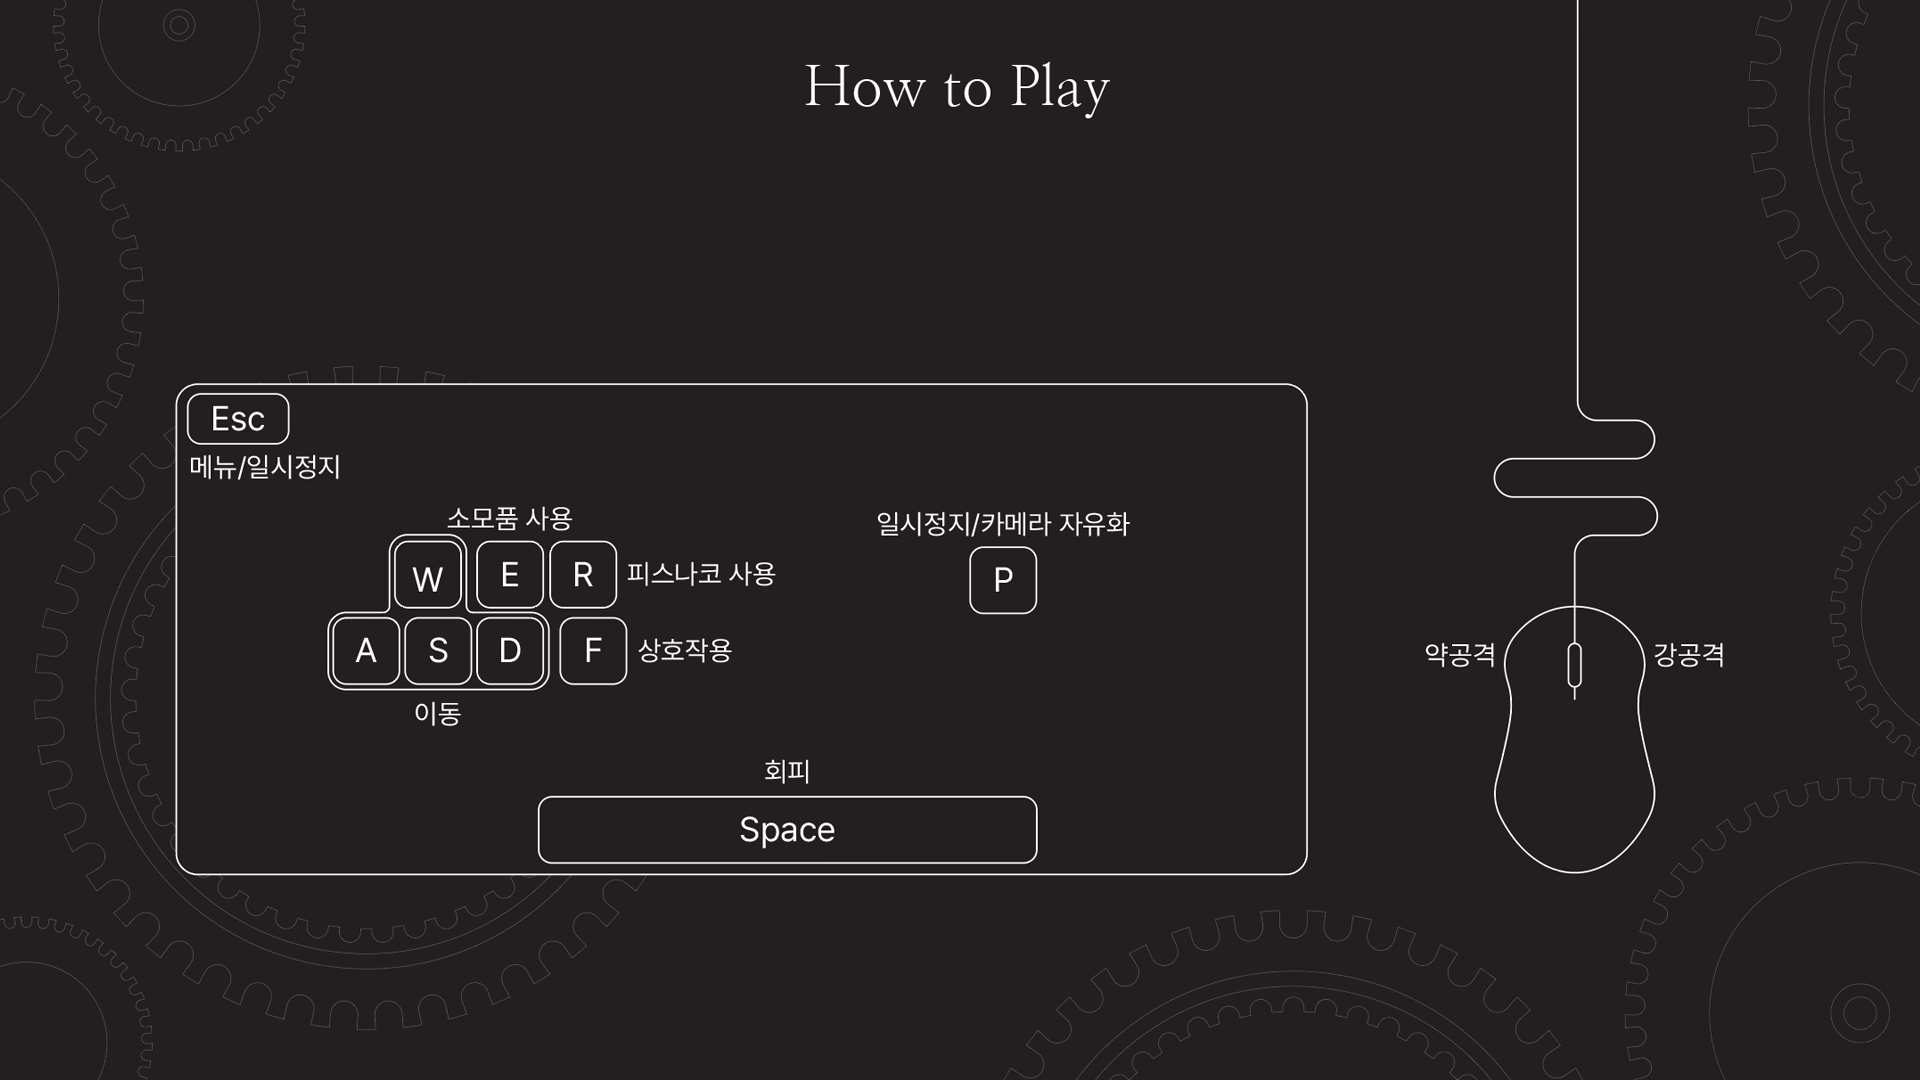 How to Play
Esc
메뉴/일시정지
소모품 사용
일시정지/카메라 자유화
W E R 피스나코 사용
P
A S D F 상호작용
이동
약공격
강공격
회피
Space